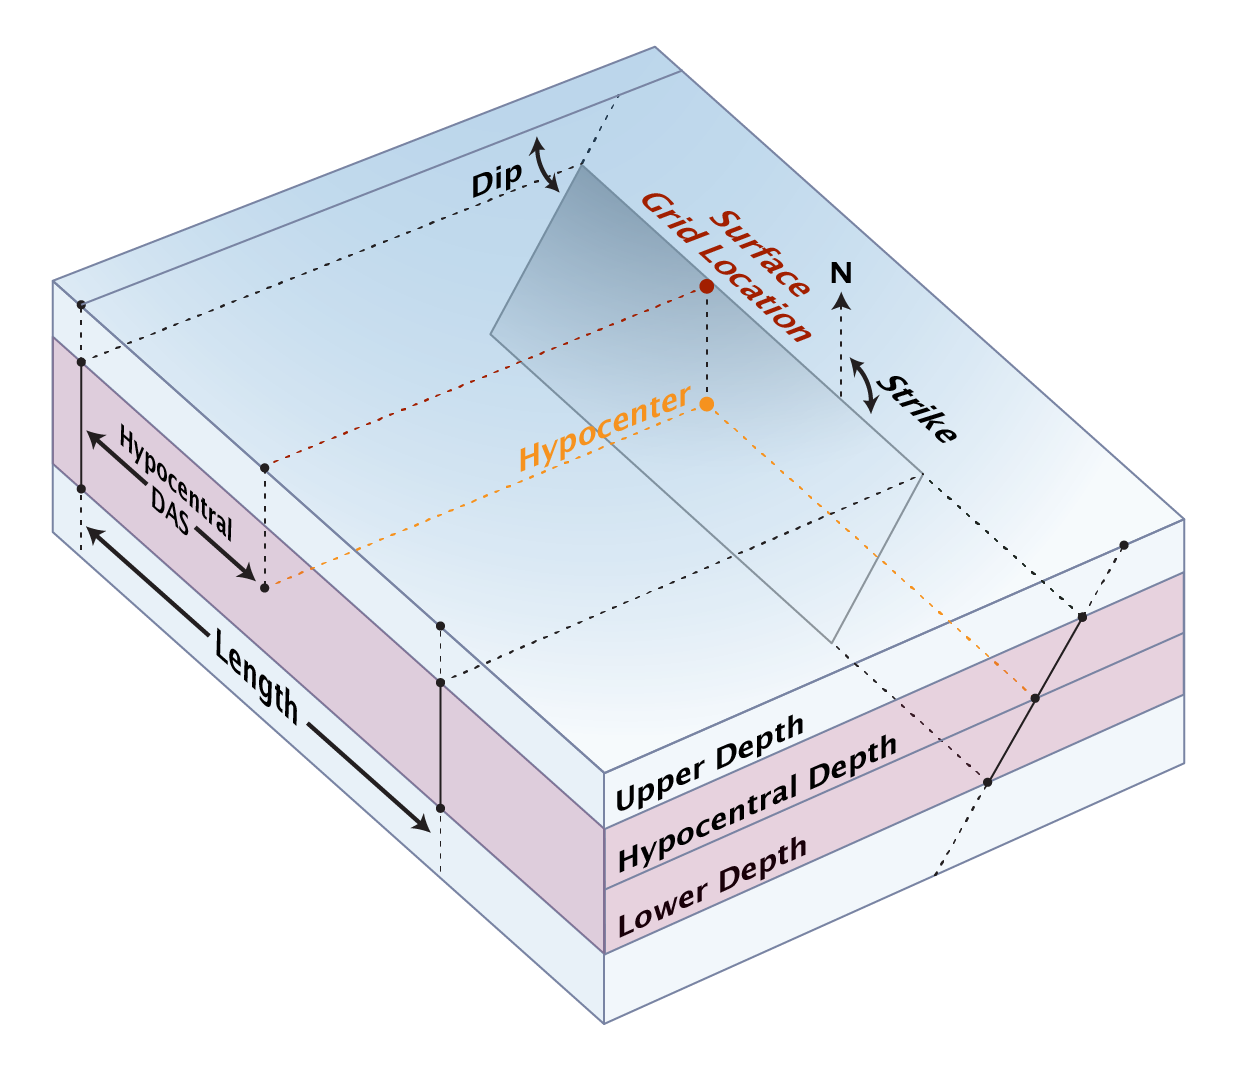 Dip
Surface
Grid Location
N
Strike
Hypocenter
Hypocentral
DAS
Length
Upper Depth
Hypocentral Depth
Lower Depth